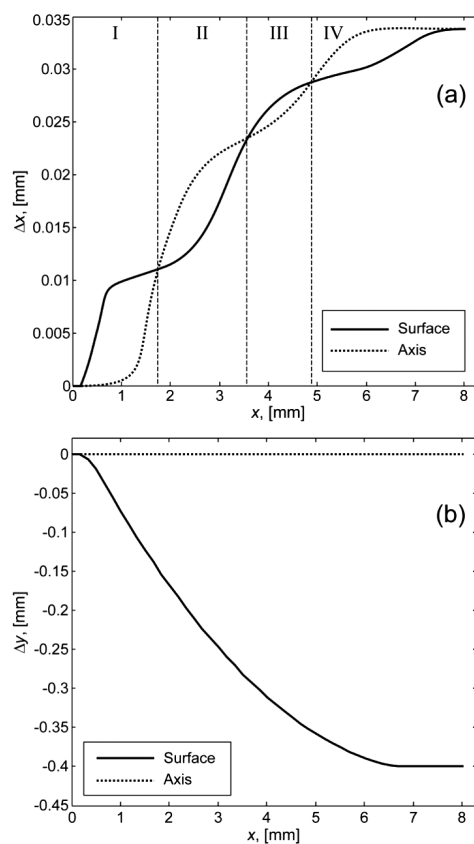 0.035
I II III IV
0.03
(a)
0.025
0.02
Δx, [mm]
0.015
0.010
0.005
Surface
Axis
0
0 1 2 3 4 5 6 7 8
x, [mm]
0
-0.05
(b)
-0.1
-0.15
-0.2
Δy, [mm]
-0.25
-0.3
-0.35
Surface
-0.4
Axis
-0.45
0 1 2 3 4 5 6 7 8
x, [mm]